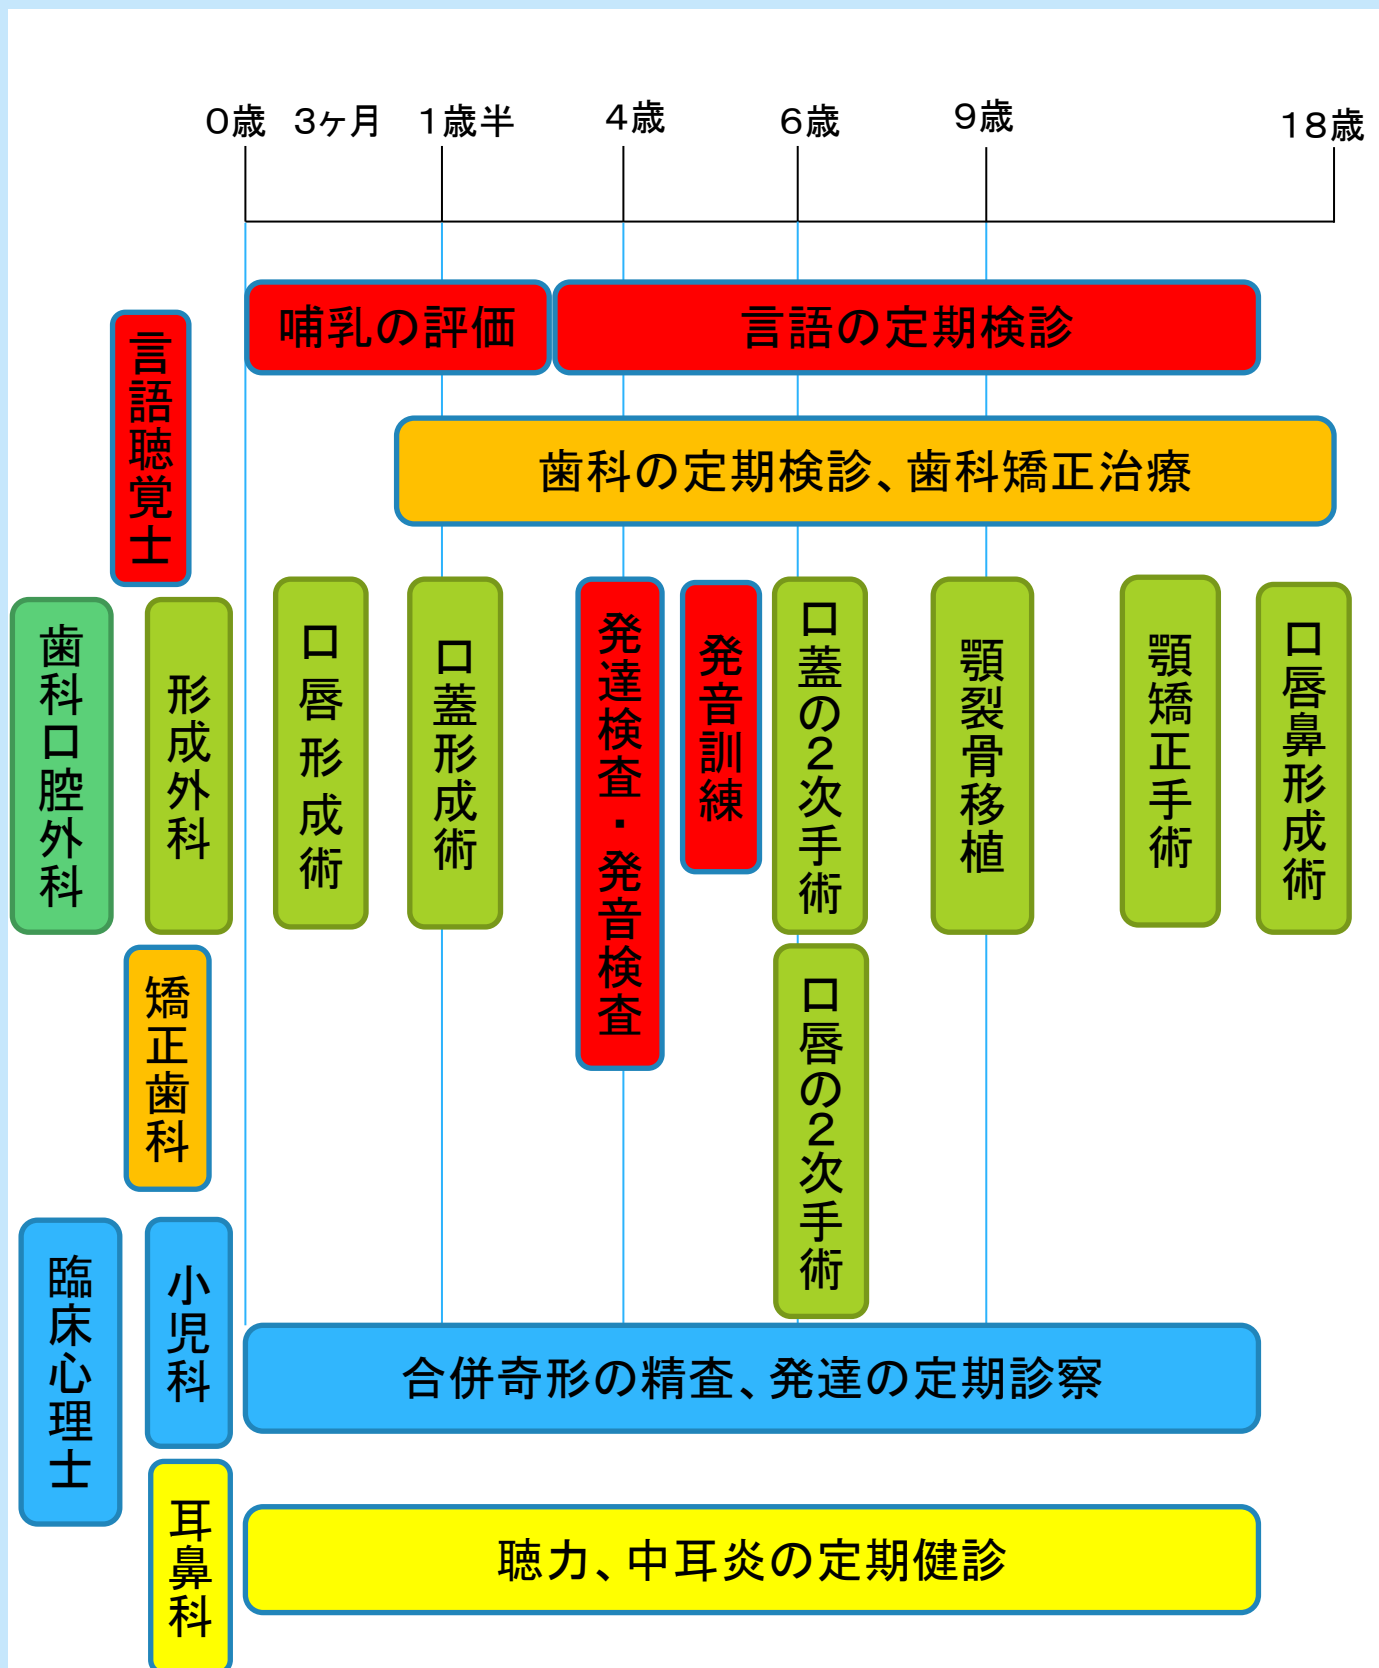 ０歳
３ヶ月
１歳半
４歳
６歳
９歳
１８歳
哺乳の評価
言語の定期検診
言語聴覚士
歯科の定期検診、歯科矯正治療
歯科口腔外科
形成外科
口唇形成術
口蓋形成術
発達検査・発音検査
発音訓練
口蓋の２次手術
顎裂骨移植
顎矯正手術
口唇鼻形成術
矯正歯科
口唇の２次手術
臨床心理士
小児科
合併奇形の精査、発達の定期診察
耳鼻科
聴力、中耳炎の定期健診